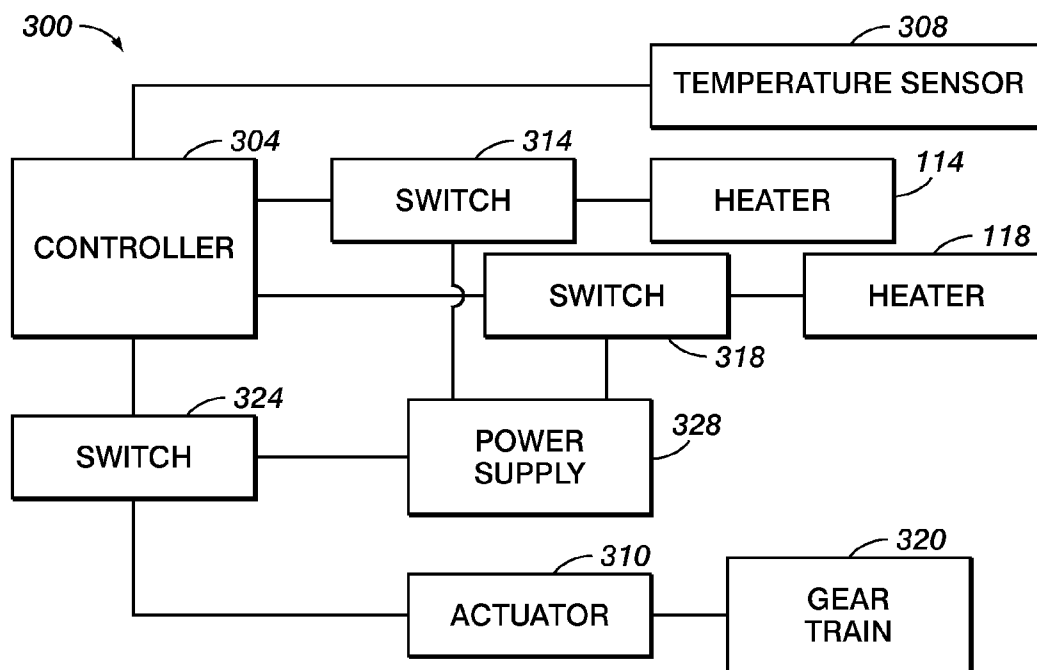 300
308
TEMPERATURE SENSOR
304
314
114
CONTROLLER
SWITCH
HEATER
118
SWITCH
HEATER
318
324
328
SWITCH
POWER
SUPPLY
310
320
ACTUATOR
GEAR
TRAIN